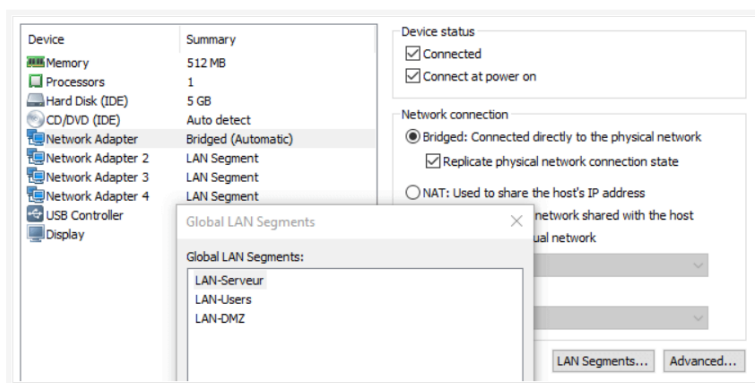 Device Summary
Memory 512 MB
Processors 1
Hard Disk (IDE) 5 GB
CD/DVD (IDE) Auto detect
Network Adapter Bridged (Automatic)
Network Adapter 2 LAN Segment
Network Adapter 3 LAN Segment
Network Adapter 4 LAN Segment
USB Controller
Display
Device status
Connected
Connect at power on
Network connection
Bridged: Connected directly to the physical network
Replicate physical network connection state
NAT: Used to share the host's IP address
network shared with the host
ual network
LAN Segments... Advanced...
Global LAN Segments
Global LAN Segments:
LAN-Serveur
LAN-Users
LAN-DMZ